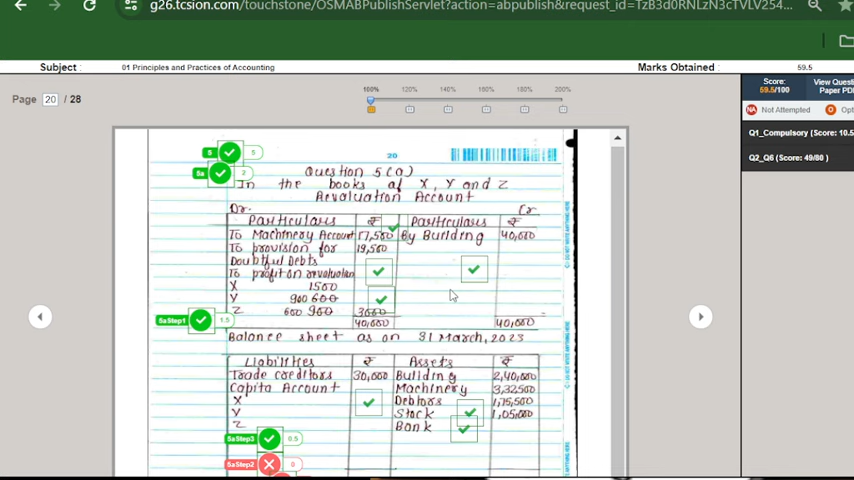 g26.tcsion.com/touchstone/OSMABPublishServlet?action=abpublish&request_id=TzB3d0RNLzN3cTVLV254...
Subject : 01 Principles and Practices of Accounting Marks Obtained : 59.5
Page 20 / 28
100% 120% 140% 160% 180% 200%
Score: View Questi
59.5/100 Paper PDF
NA Not Attempted O Opt
Q1_Compulsory (Score: 10.5
Q2_Q6 (Score: 49/80 )
5 5
20
5a 2
Question 5 (a)
In the books of X, Y and Z
Revaluation Account
Dr. Cr
Particulars ₹ Particulars ₹
To Machinery Account 17,500 By Building 40,000
To provision for 19,500
Doubtful Debts
To profit on revaluation
X 1500
Y 900 600
Z 600 900 3000
5aStep1 1.5
40,000 40,000
Balance sheet as on 31 March, 2023
Liabilities ₹ Assets ₹
Trade creditors 30,000 Building 2,40,000
Capita Account Machinery 3,32,500
X Debtors 1,75,500
Y Stock 1,05,000
Z Bank
5aStep3 0.5
5aStep2 0